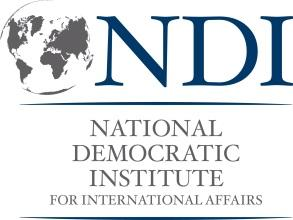 NDI
NATIONAL
DEMOCRATIC
INSTITUTE
FOR INTERNATIONAL AFFAIRS